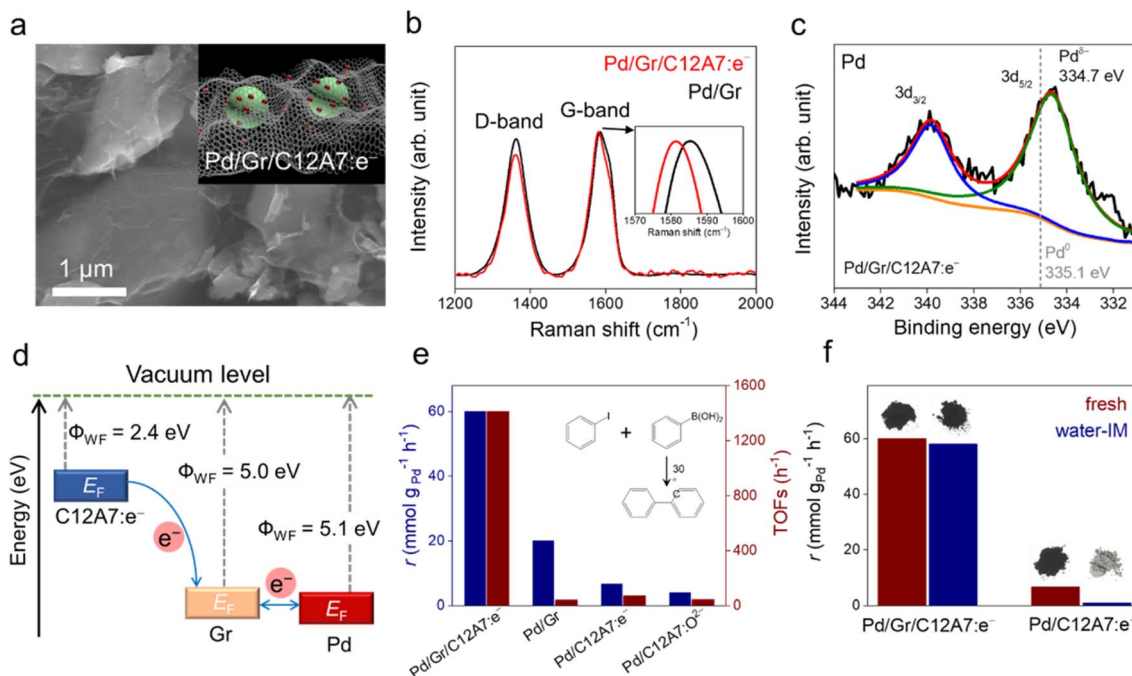 a
Pd/Gr/C12A7:e⁻
1 μm
b
Intensity (arb. unit)
Pd/Gr/C12A7:e⁻
Pd/Gr
D-band
G-band
1570 1580 1590 1600
Raman shift (cm⁻¹)
1200 1400 1600 1800 2000
Raman shift (cm⁻¹)
c
Intensity (arb. unit)
Pd
3d₃/₂
3d₅/₂
Pdᵟ⁻
334.7 eV
Pd⁰
335.1 eV
Pd/Gr/C12A7:e⁻
344 342 340 338 336 334 332
Binding energy (eV)
d
Energy (eV)
Vacuum level
Φ_WF = 2.4 eV
Φ_WF = 5.0 eV
Φ_WF = 5.1 eV
E_F
C12A7:e⁻
e⁻
e⁻
E_F
Gr
E_F
Pd
e
r (mmol g_Pd⁻¹ h⁻¹)
60
40
20
0
I
+
B(OH)₂
30
°
C
1600
1200
800
400
0
TOFs (h⁻¹)
Pd/Gr/C12A7:e⁻
Pd/Gr
Pd/C12A7:e⁻
Pd/C12A7:O²⁻
f
r (mmol g_Pd⁻¹ h⁻¹)
80
60
40
20
0
fresh
water-IM
Pd/Gr/C12A7:e⁻
Pd/C12A7:e⁻